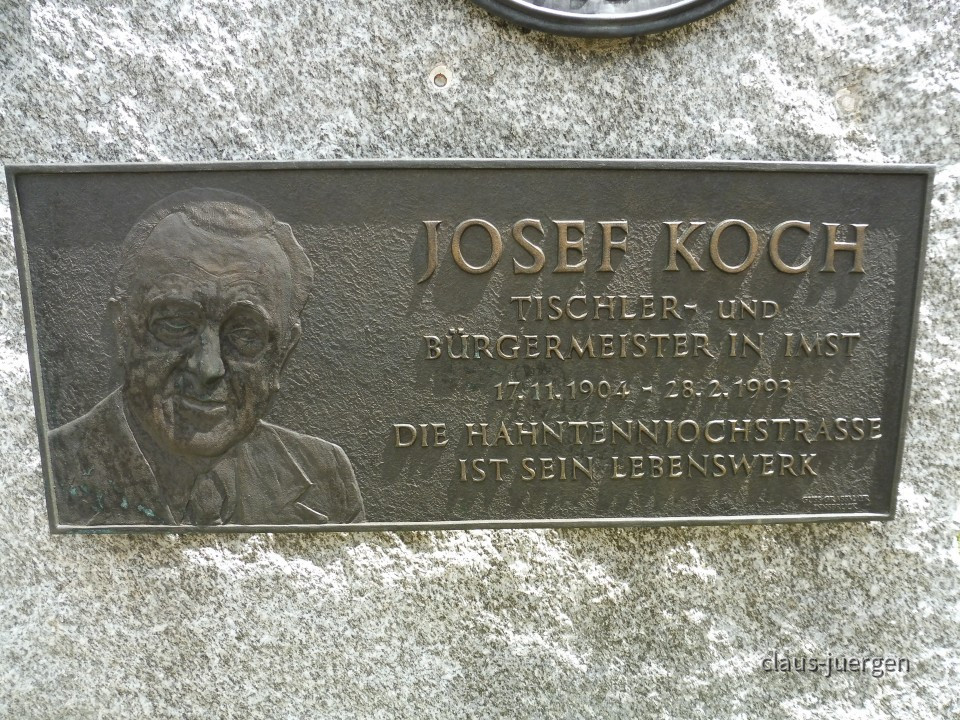 JOSEF KOCH
TISCHLER- UND
BÜRGERMEISTER IN IMST
17.11.1904 - 28.2.1993
DIE HAHNTENNJOCHSTRASSE
IST SEIN LEBENSWERK
claus-juergen